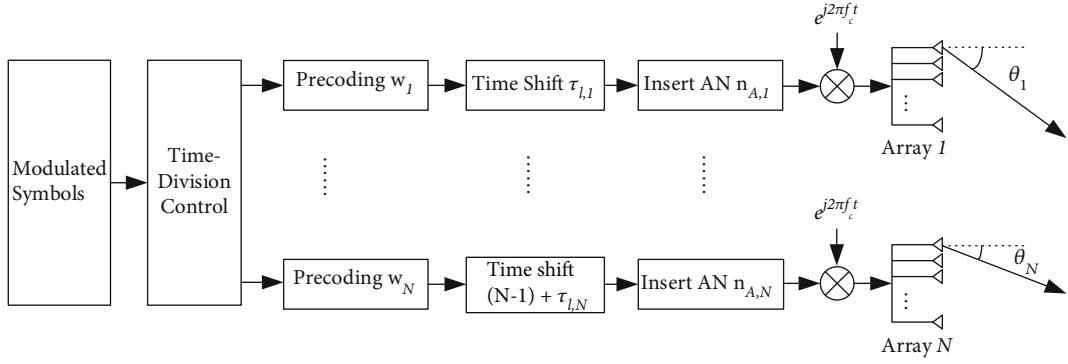 Modulated
Symbols
Time-
Division
Control
Precoding w_1
Time Shift τ_{l,1}
Insert AN n_{A,1}
e^{j2πf_c t}
θ_1
⋮
Array 1
⋮
⋮
⋮
Precoding w_N
Time shift
(N-1) + τ_{l,N}
Insert AN n_{A,N}
e^{j2πf_c t}
θ_N
⋮
Array N